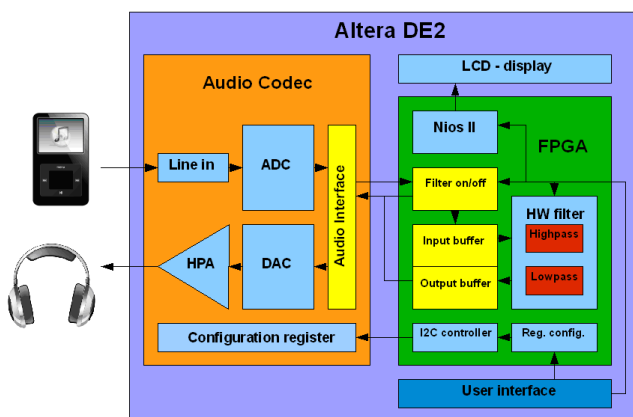 Altera DE2
Audio Codec
LCD - display
Nios II
FPGA
Line in
ADC
Audio Interface
Filter on/off
HW filter
Highpass
Input buffer
HPA
DAC
Output buffer
Lowpass
Configuration register
I2C controller
Reg. config.
User interface